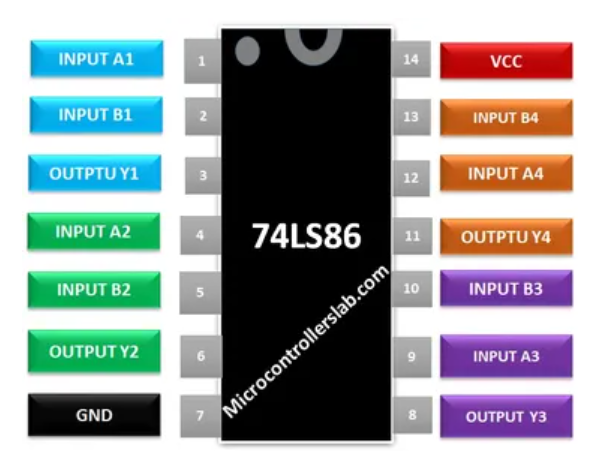 INPUT A1 1 14 VCC
INPUT B1 2 13 INPUT B4
OUTPTU Y1 3 12 INPUT A4
INPUT A2 4 74LS86 11 OUTPTU Y4
INPUT B2 5 10 INPUT B3
OUTPUT Y2 6 9 INPUT A3
GND 7 8 OUTPUT Y3
Microcontrollerslab.com